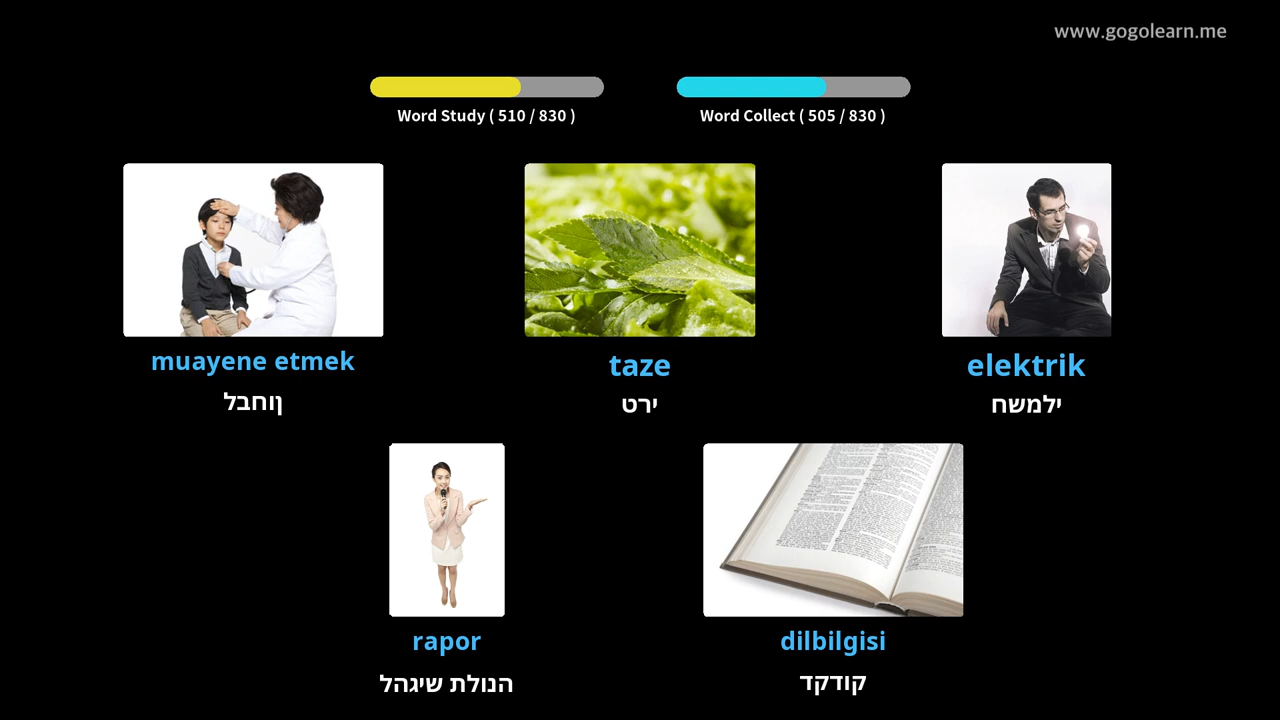 www.gogolearn.me
Word Study ( 510 / 830 )
Word Collect ( 505 / 830 )
muayene etmek
ןוחבל
taze
ירט
elektrik
ילמשח
rapor
הנולת שיגהל
dilbilgisi
קודקד